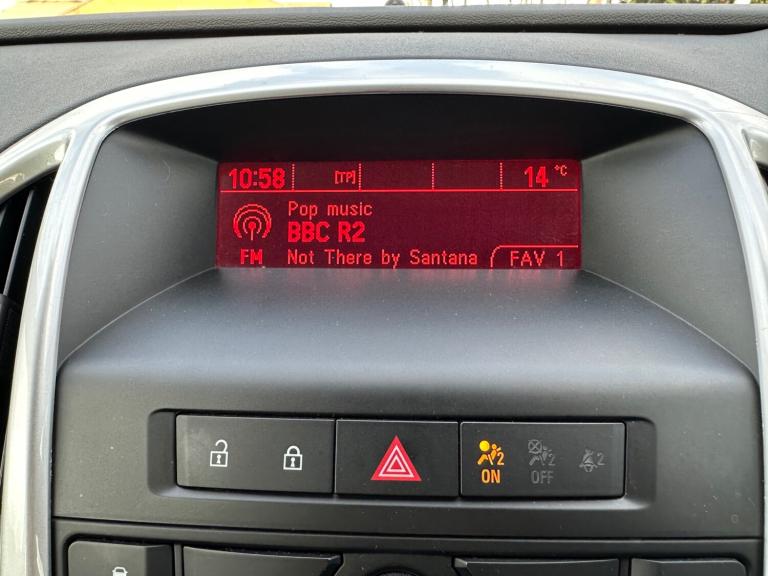 10:58 [TP] 14 °C
Pop music
BBC R2
FM Not There by Santana FAV 1
2 2 2
ON OFF